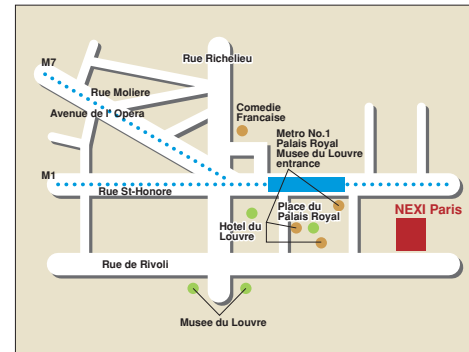 M7
Rue Richelieu
Rue Moliere
Avenue de l' Opéra
Comedie
Francaise
Metro No.1
Palais Royal
Musee du Louvre
entrance
M1
Rue St-Honore
Place du
Palais Royal
NEXI Paris
Hotel du
Louvre
Rue de Rivoli
Musee du Louvre